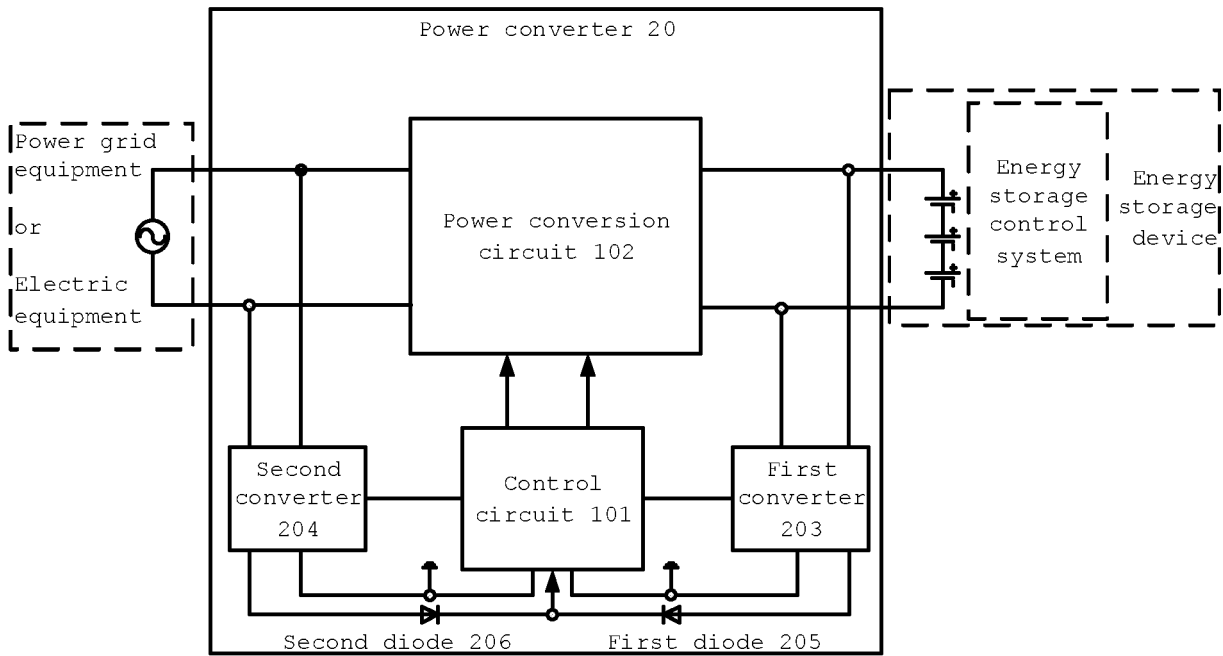 Power converter 20
Power grid
equipment
or
Electric
equipment
Power conversion
circuit 102
Energy
storage
control
system
Energy
storage
device
Second
converter
204
Control
circuit 101
First
converter
203
Second diode 206
First diode 205